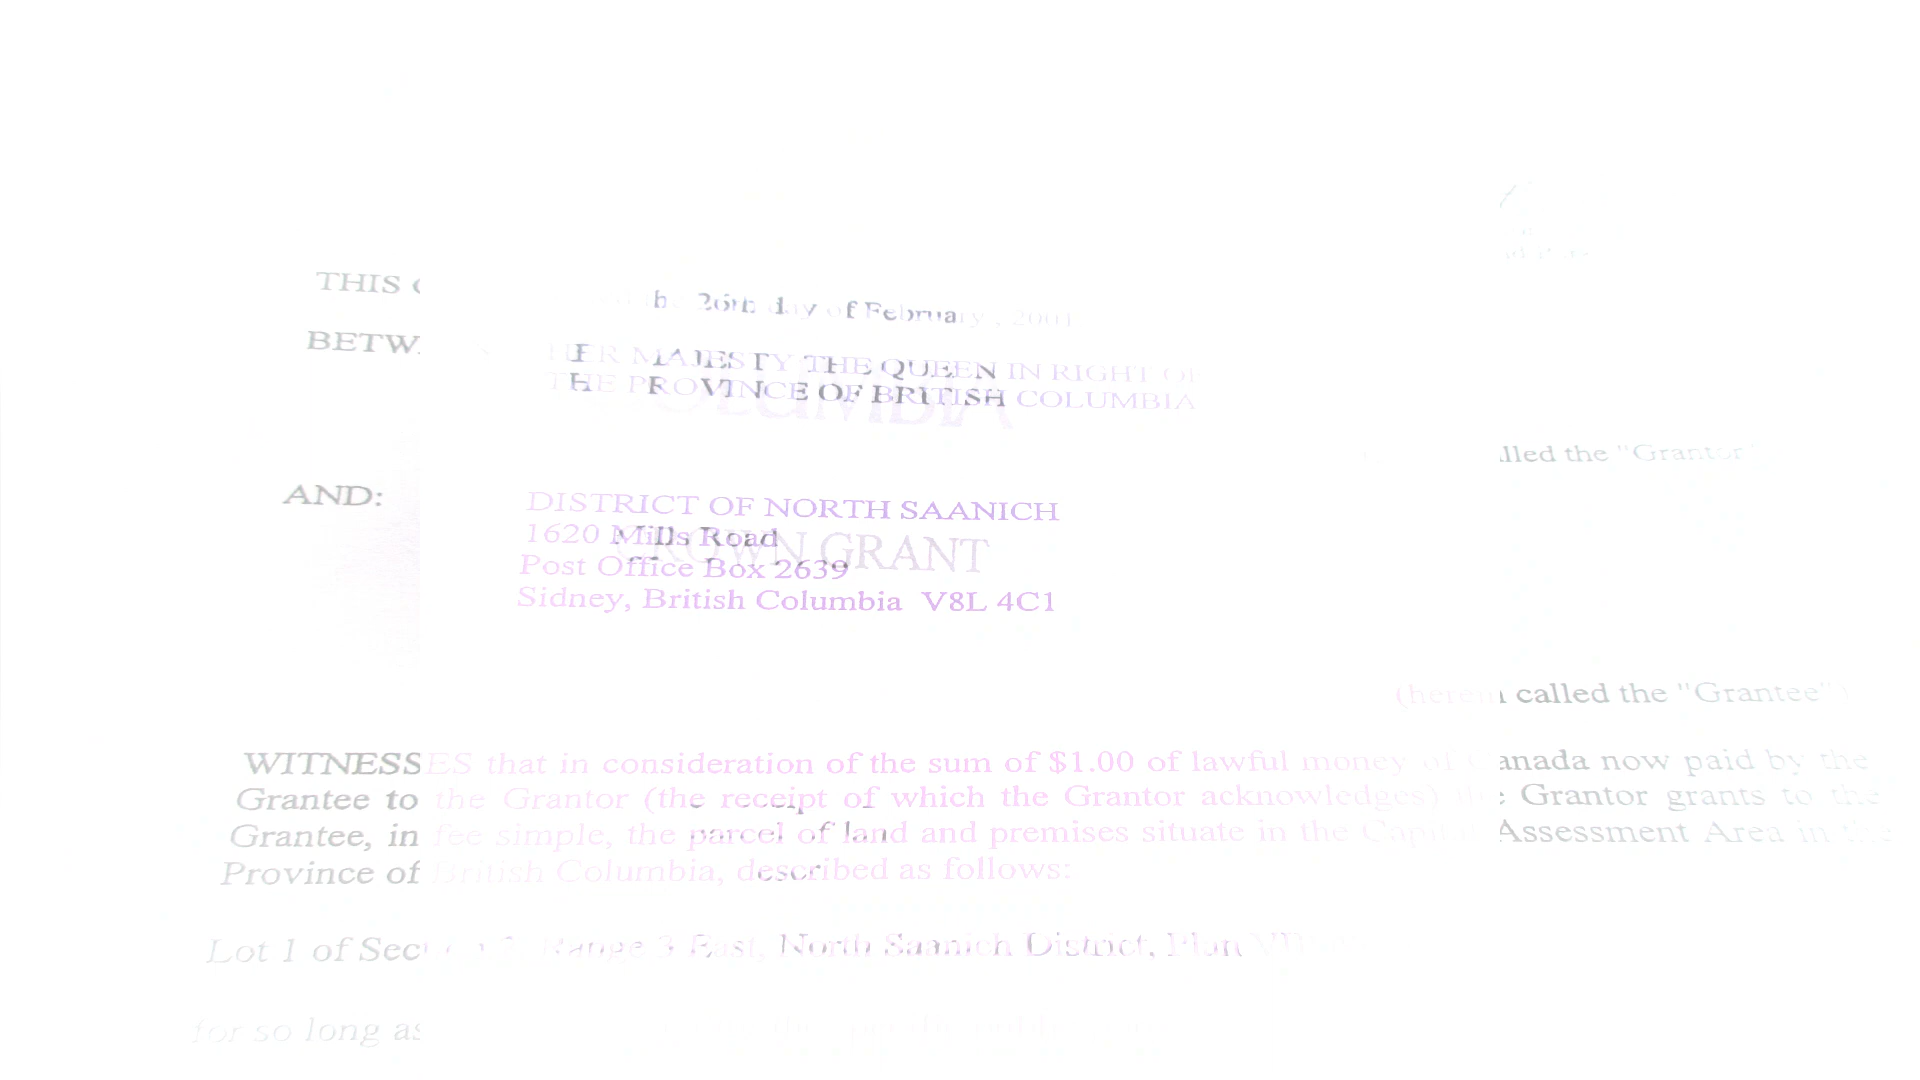 THIS
the 26th day of February, 2001
BETW
HER MAJESTY THE QUEEN IN RIGHT OF
THE PROVINCE OF BRITISH COLUMBIA
COLUMBIA
called the "Grantor"
AND:
DISTRICT OF NORTH SAANICH
1620 Mills Road
CROWN GRANT
Post Office Box 2639
Sidney, British Columbia V8L 4C1
(herein called the "Grantee")
WITNESSES that in consideration of the sum of $1.00 of lawful money of Canada now paid by the
Grantee to the Grantor (the receipt of which the Grantor acknowledges) the Grantor grants to the
Grantee, in fee simple, the parcel of land and premises situate in the Capital Assessment Area in the
Province of British Columbia, described as follows:
Lot 1 of Range 3 East, North Saanich District, Plan
for so long as